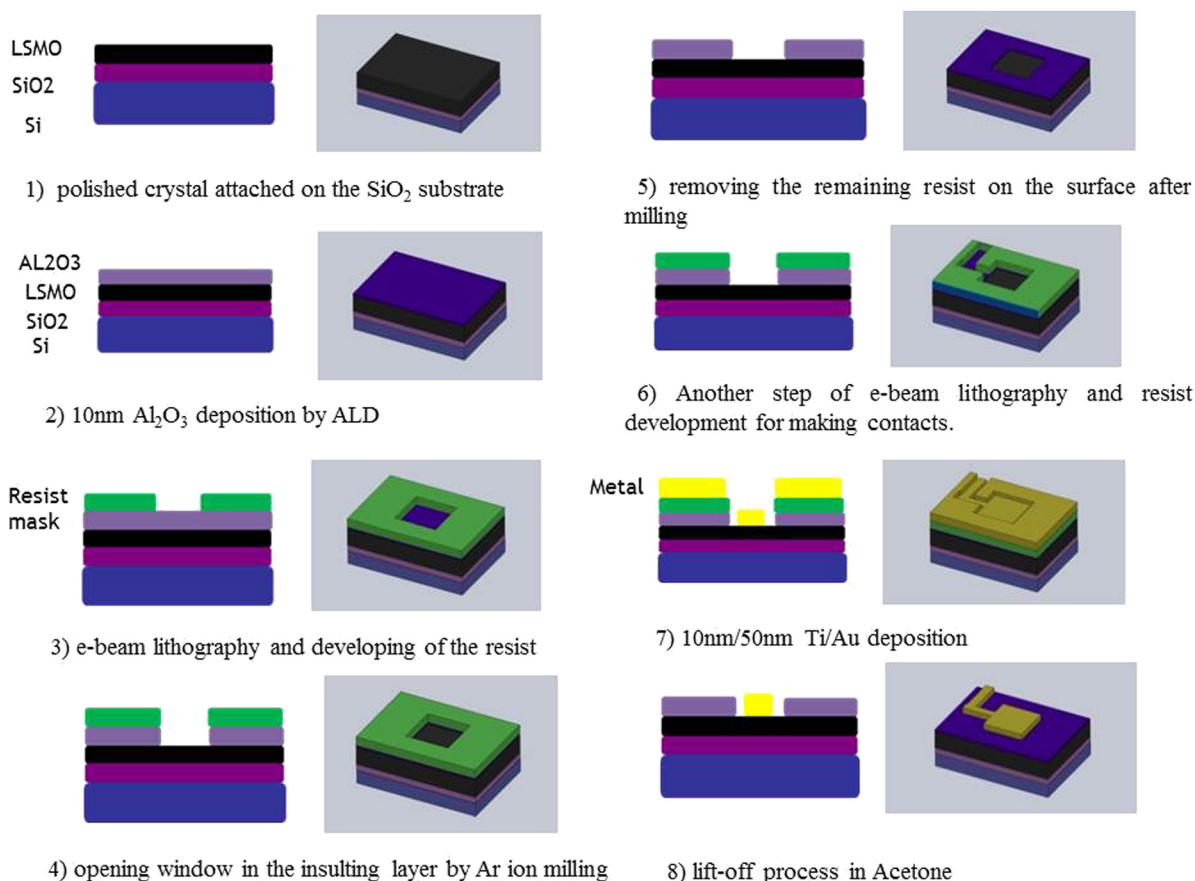 LSMO
SiO2
Si
1) polished crystal attached on the SiO₂ substrate
AL2O3
LSMO
SiO2
Si
2) 10nm Al₂O₃ deposition by ALD
Resist
mask
3) e-beam lithography and developing of the resist
4) opening window in the insulting layer by Ar ion milling
5) removing the remaining resist on the surface after
milling
6) Another step of e-beam lithography and resist
development for making contacts.
Metal
7) 10nm/50nm Ti/Au deposition
8) lift-off process in Acetone